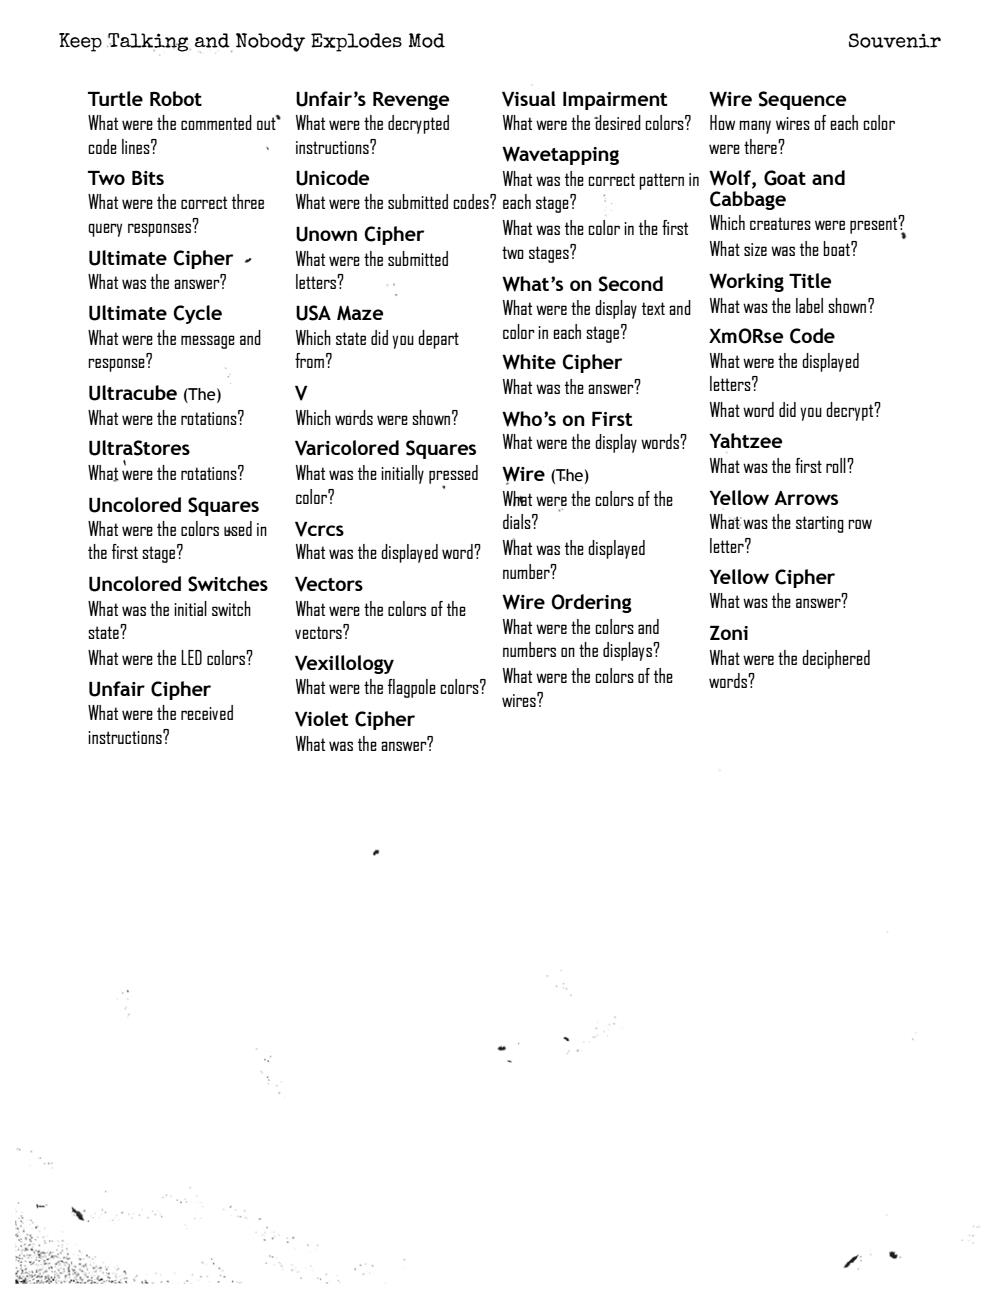 Keep Talking and Nobody Explodes Mod
Souvenir
Turtle Robot
What were the commented out
code lines?
Two Bits
What were the correct three
query responses?
Ultimate Cipher
What was the answer?
Ultimate Cycle
What were the message and
response?
Ultracube (The)
What were the rotations?
UltraStores
What were the rotations?
Uncolored Squares
What were the colors used in
the first stage?
Uncolored Switches
What was the initial switch
state?
What were the LED colors?
Unfair Cipher
What were the received
instructions?
Unfair’s Revenge
What were the decrypted
instructions?
Unicode
What were the submitted codes?
Unown Cipher
What were the submitted
letters?
USA Maze
Which state did you depart
from?
V
Which words were shown?
Varicolored Squares
What was the initially pressed
color?
Vcrcs
What was the displayed word?
Vectors
What were the colors of the
vectors?
Vexillology
What were the flagpole colors?
Violet Cipher
What was the answer?
Visual Impairment
What were the desired colors?
Wavetapping
What was the correct pattern in
each stage?
What was the color in the first
two stages?
What’s on Second
What were the display text and
color in each stage?
White Cipher
What was the answer?
Who’s on First
What were the display words?
Wire (The)
What were the colors of the
dials?
What was the displayed
number?
Wire Ordering
What were the colors and
numbers on the displays?
What were the colors of the
wires?
Wire Sequence
How many wires of each color
were there?
Wolf, Goat and
Cabbage
Which creatures were present?
What size was the boat?
Working Title
What was the label shown?
XmORse Code
What were the displayed
letters?
What word did you decrypt?
Yahtzee
What was the first roll?
Yellow Arrows
What was the starting row
letter?
Yellow Cipher
What was the answer?
Zoni
What were the deciphered
words?